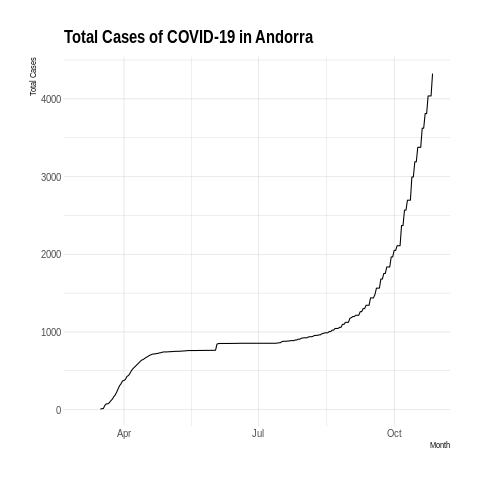 Total Cases of COVID-19 in Andorra
Total Cases
4000
3000
2000
1000
0
Apr Jul Oct
Month